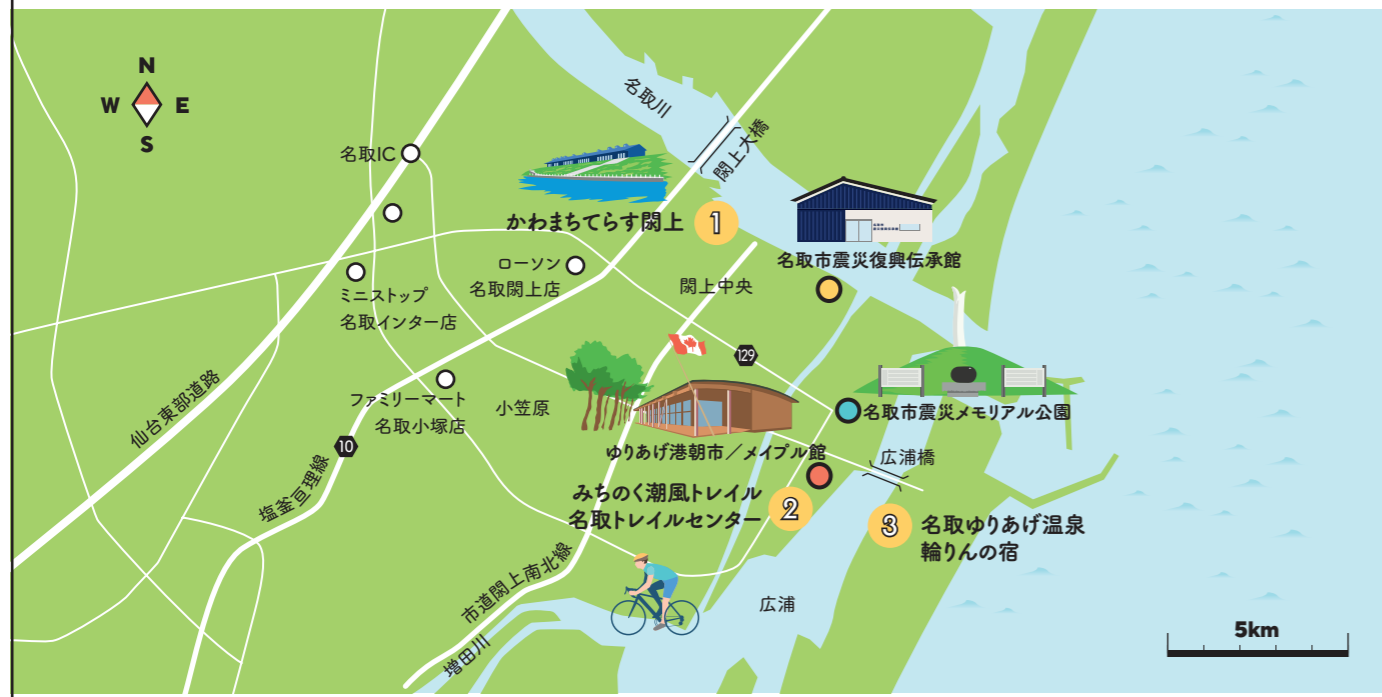 N
W E
S
名取川
閖上大橋
名取IC
かわまちてらす閖上
1
名取市震災復興伝承館
ローソン
名取閖上店
閖上中央
ミニストップ
名取インター店
129
ファミリーマート
名取小塚店
小笠原
仙台東部道路
10
塩釜亘理線
名取市震災メモリアル公園
ゆりあげ港朝市/メイプル館
広浦橋
みちのく潮風トレイル
名取トレイルセンター
2
3
名取ゆりあげ温泉
輪りんの宿
市道閖上南北線
広浦
増田川
5km